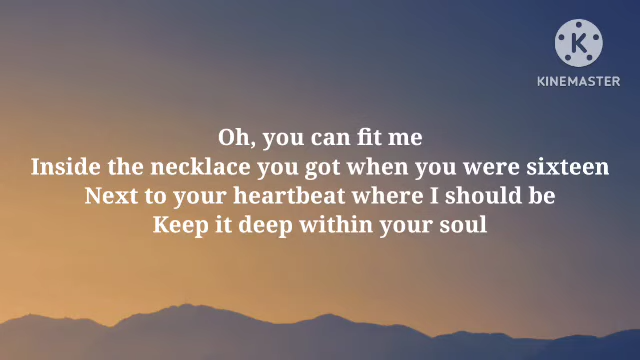 KINEMASTER
Oh, you can fit me
Inside the necklace you got when you were sixteen
Next to your heartbeat where I should be
Keep it deep within your soul